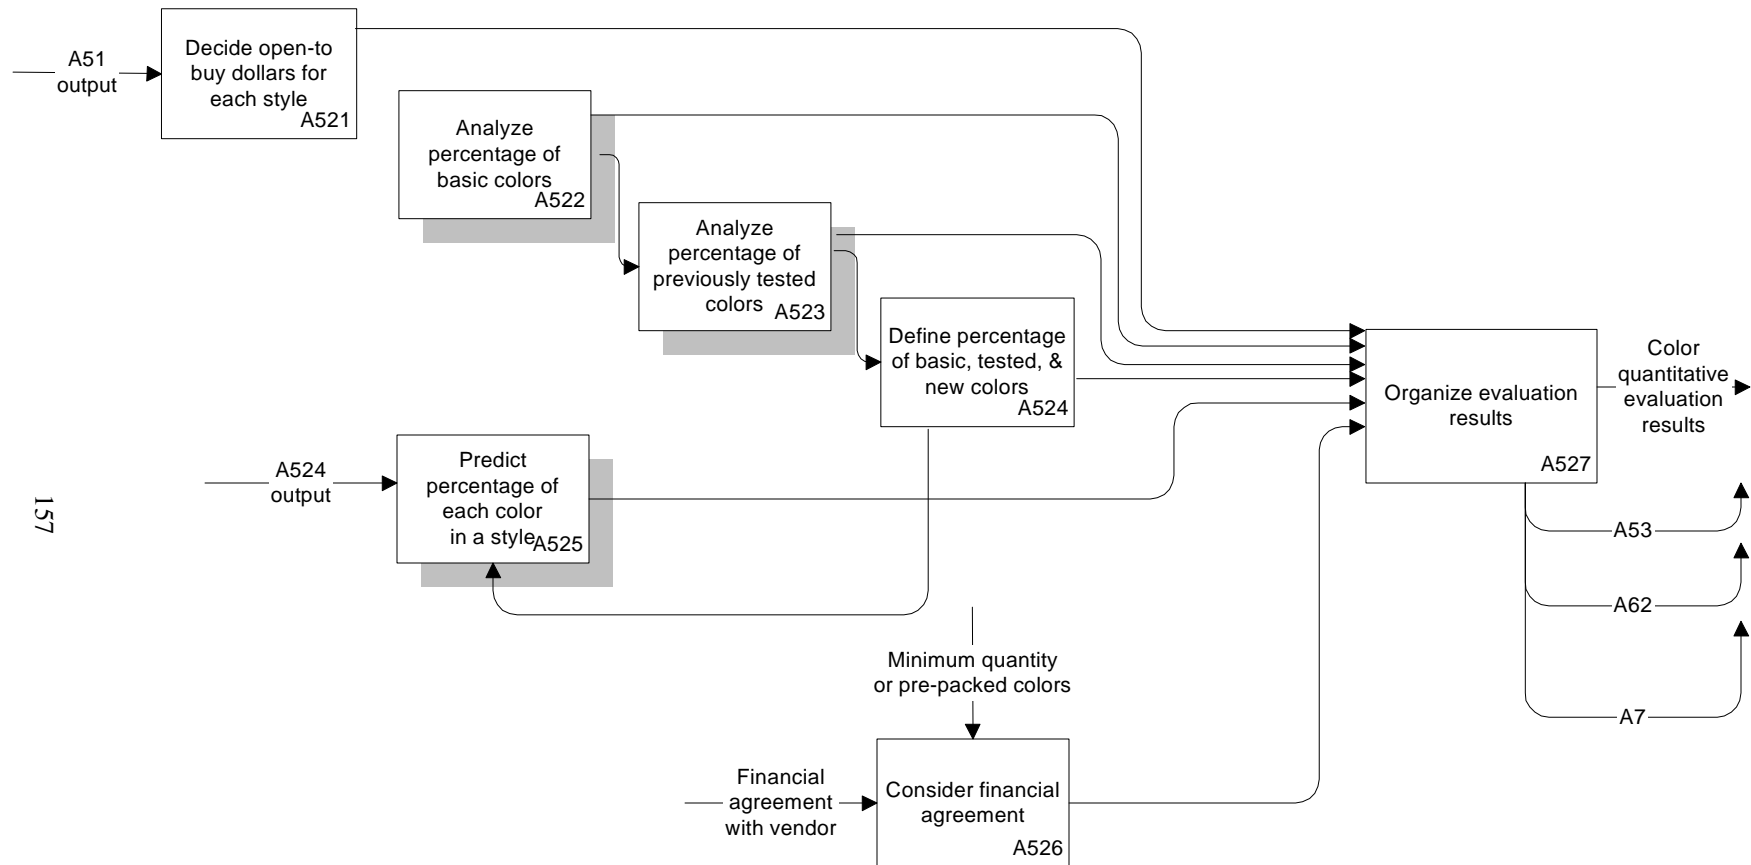 A51
output
Decide open-to
buy dollars for
each style
A521
Analyze
percentage of
basic colors
A522
Analyze
percentage of
previously tested
colors
A523
Define percentage
of basic, tested, &
new colors
A524
Organize evaluation
results
A527
Color
quantitative
evaluation
results
A524
output
Predict
percentage of
each color
in a style
A525
A53
A62
A7
Minimum quantity
or pre-packed colors
Financial
agreement
with vendor
Consider financial
agreement
A526
157